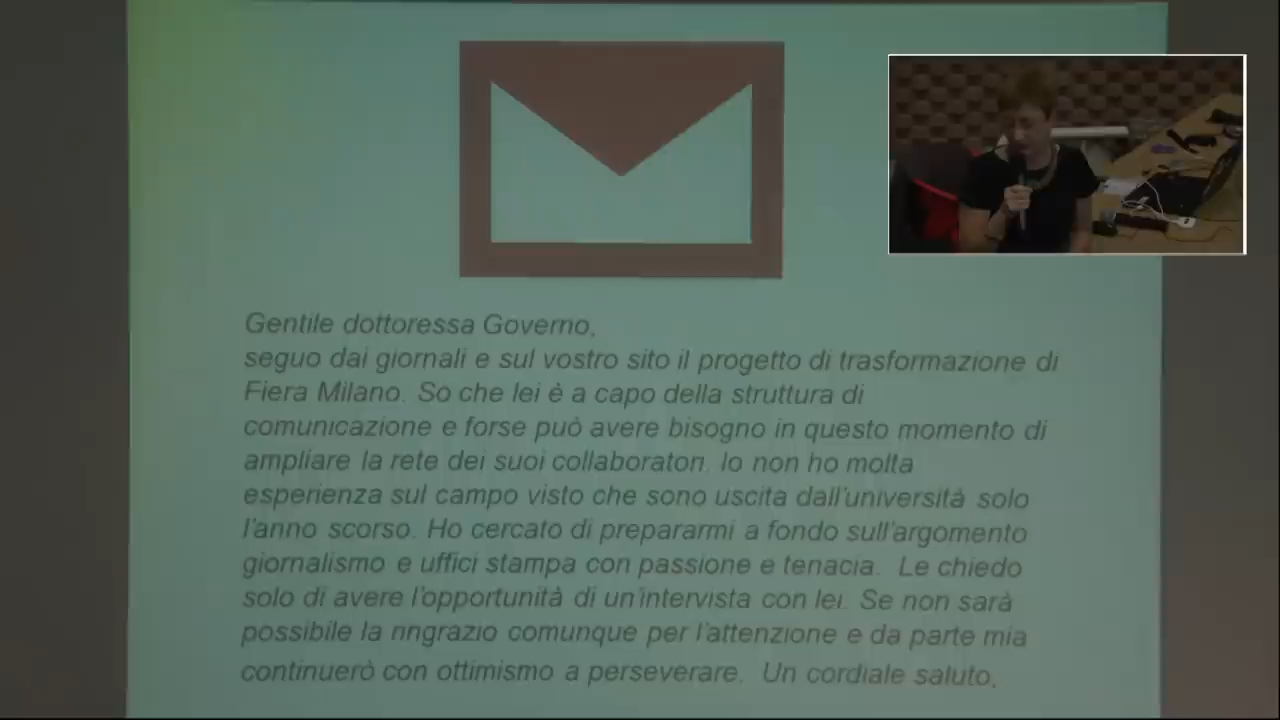 Gentile dottoressa Governo,
seguo dai giornali e sul vostro sito il progetto di trasformazione di
Fiera Milano. So che lei è a capo della struttura di
comunicazione e forse può avere bisogno in questo momento di
ampliare la rete dei suoi collaboratori. Io non ho molta
esperienza sul campo visto che sono uscita dall'università solo
l'anno scorso. Ho cercato di prepararmi a fondo sull'argomento
giornalismo e uffici stampa con passione e tenacia. Le chiedo
solo di avere l'opportunità di un'intervista con lei. Se non sarà
possibile la ringrazio comunque per l'attenzione e da parte mia
continuerò con ottimismo a perseverare. Un cordiale saluto,